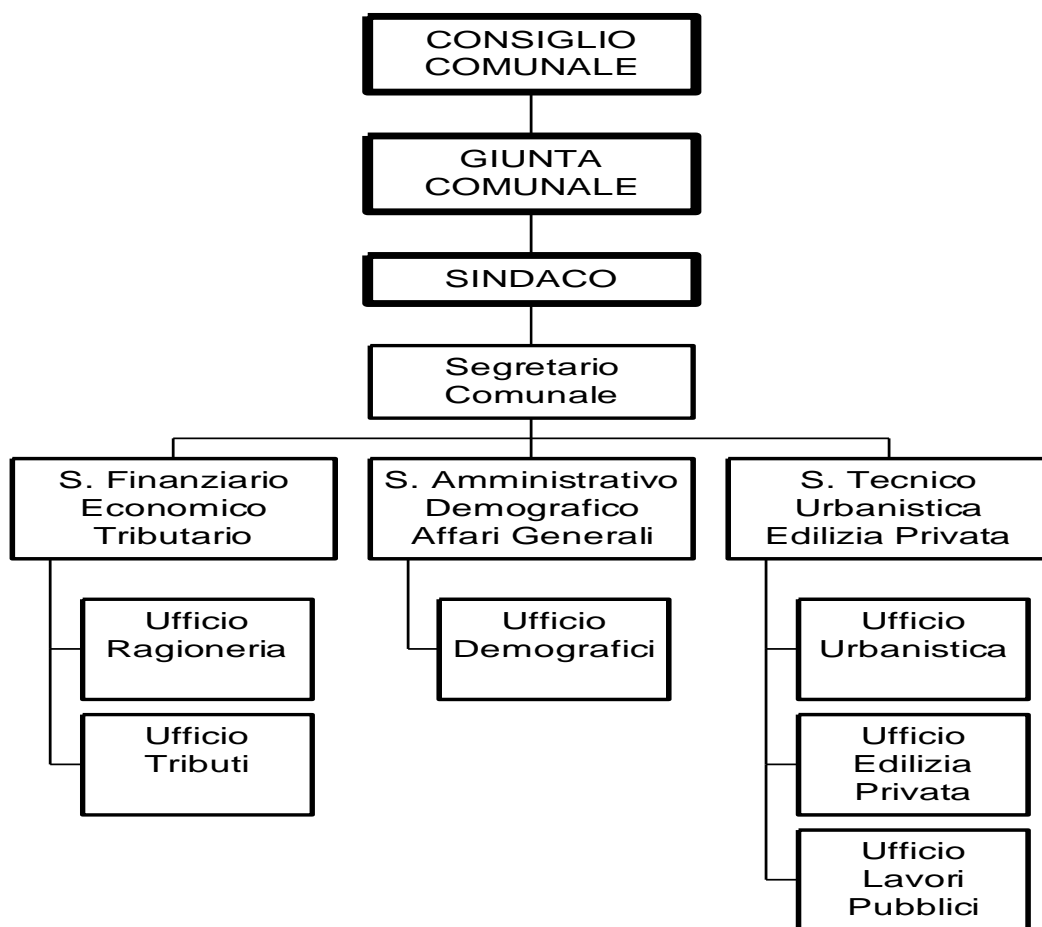 CONSIGLIO
COMUNALE
GIUNTA
COMUNALE
SINDACO
Segretario
Comunale
S. Finanziario
Economico
Tributario
S. Amministrativo
Demografico
Affari Generali
S. Tecnico
Urbanistica
Edilizia Privata
Ufficio
Ragioneria
Ufficio
Tributi
Ufficio
Demografici
Ufficio
Urbanistica
Ufficio
Edilizia
Privata
Ufficio
Lavori
Pubblici